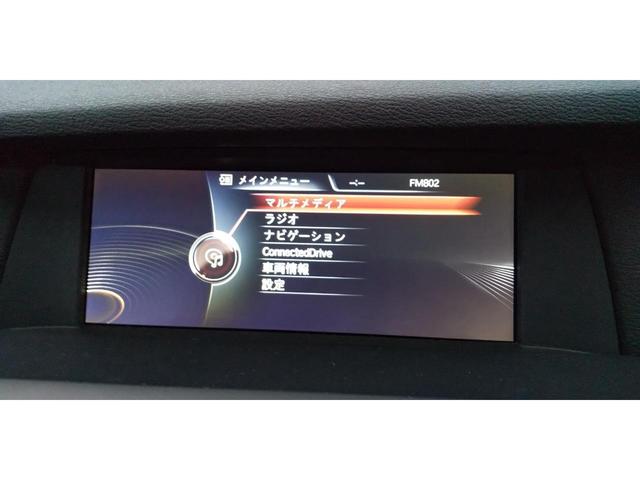 メインメニュー --:-- FM802
マルチメディア
ラジオ
ナビゲーション
ConnectedDrive
車両情報
設定